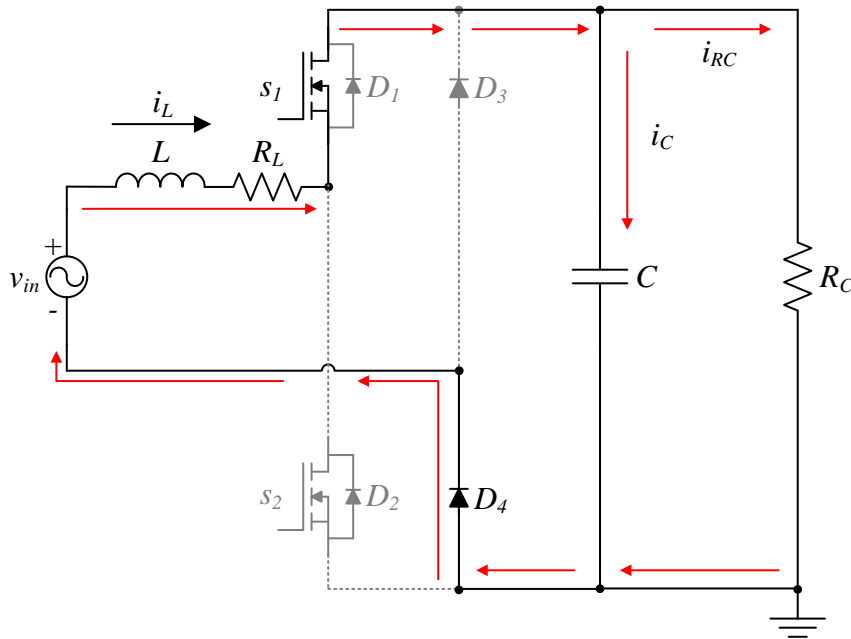 i_RC
s_1
D_1
D_3
i_L
i_C
L
R_L
+
v_in
-
C
R_C
s_2
D_2
D_4